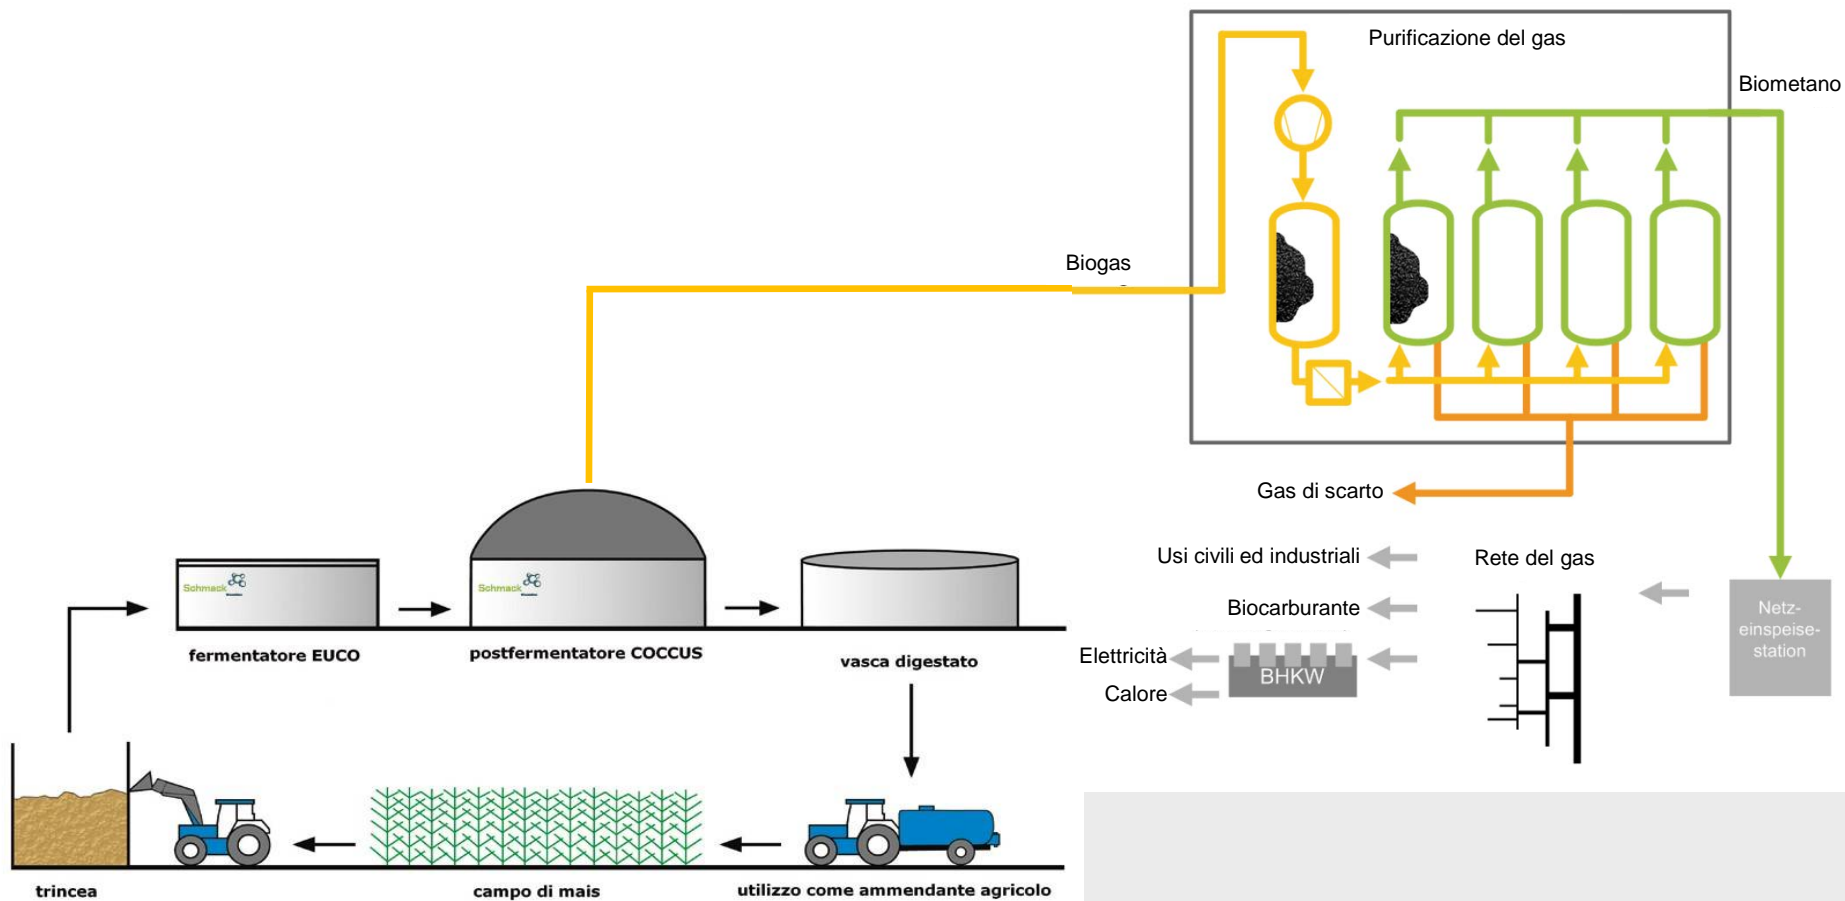 Purificazione del gas
Biometano
Biogas
Gas di scarto
Usi civili ed industriali
Rete del gas
Biocarburante
Netz-
einspeise-
station
Elettricità
BHKW
Calore
Schmack
Schmack
fermentatore EUCO
postfermentatore COCCUS
vasca digestato
trincea
campo di mais
utilizzo come ammendante agricolo